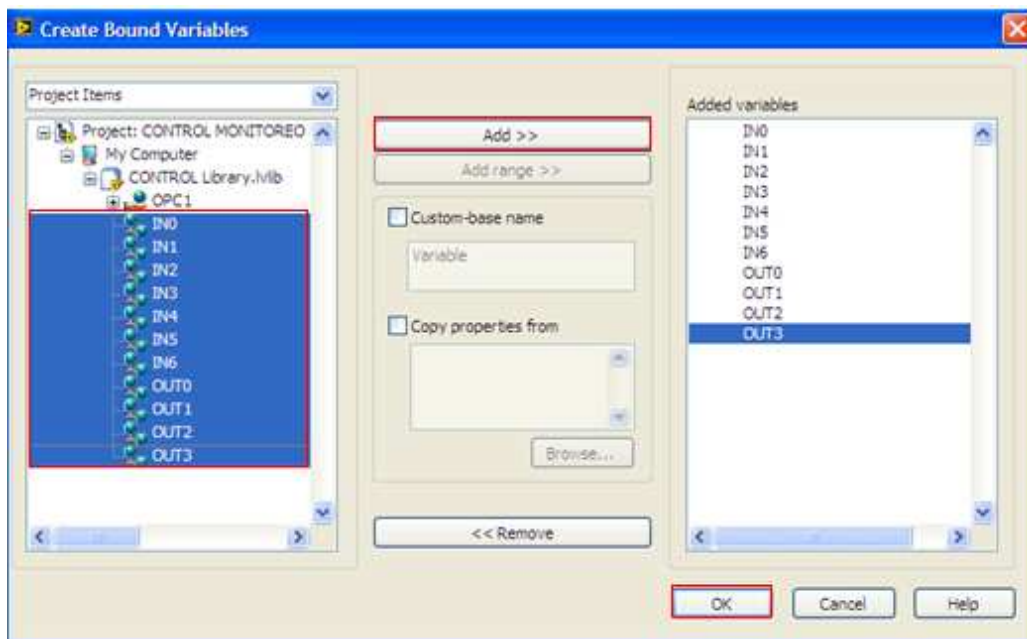 Create Bound Variables
Project Items
Project: CONTROL MONITOREO
My Computer
CONTROL Library.lvlib
OPC1
IN0
IN1
IN2
IN3
IN4
IN5
IN6
OUT0
OUT1
OUT2
OUT3
Add >>
Add range >>
Custom-base name
Variable
Copy properties from
Browse...
<< Remove
Added variables
IN0
IN1
IN2
IN3
IN4
IN5
IN6
OUT0
OUT1
OUT2
OUT3
OK
Cancel
Help